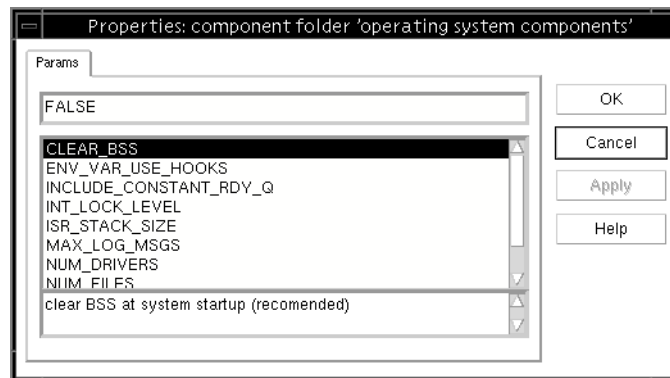 Properties: component folder 'operating system components'
Params
FALSE
CLEAR_BSS
ENV_VAR_USE_HOOKS
INCLUDE_CONSTANT_RDY_Q
INT_LOCK_LEVEL
ISR_STACK_SIZE
MAX_LOG_MSGS
NUM_DRIVERS
NUM_FILES
clear BSS at system startup (recomended)
OK
Cancel
Apply
Help